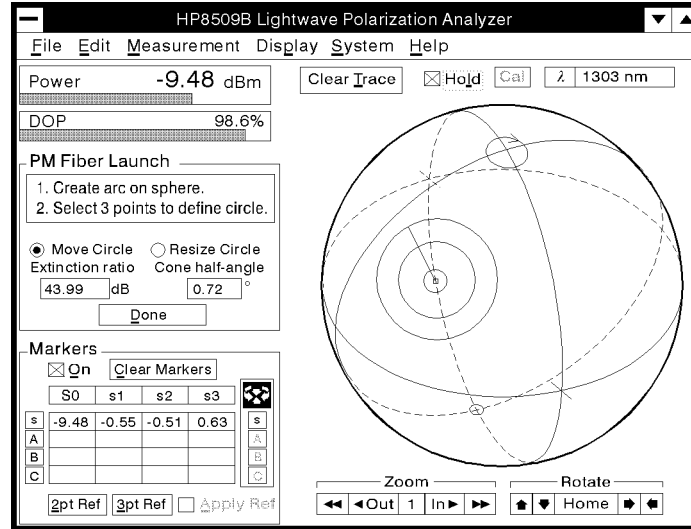 HP8509B Lightwave Polarization Analyzer
File Edit Measurement Display System Help
Power -9.48 dBm
DOP 98.6%
Clear Trace Hold Cal λ 1303 nm
PM Fiber Launch
1. Create arc on sphere.
2. Select 3 points to define circle.
Move Circle Resize Circle
Extinction ratio Cone half-angle
43.99 dB 0.72 °
Done
Markers
On Clear Markers
S0 s1 s2 s3
s -9.48 -0.55 -0.51 0.63 s
A A
B B
C C
2pt Ref 3pt Ref Apply Ref
Zoom
Out 1 In
Rotate
Home